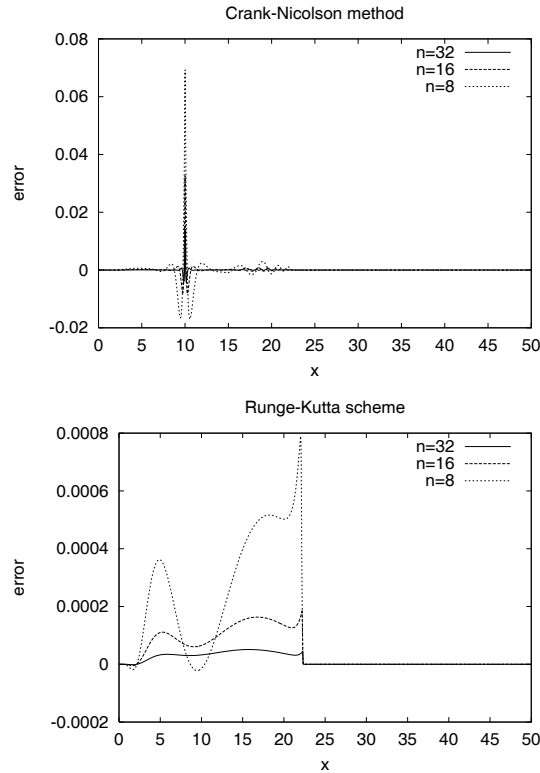 Crank-Nicolson method
0.08
0.06
0.04
0.02
0
-0.02
error
n=32
n=16
n=8
0 5 10 15 20 25 30 35 40 45 50
x
Runge-Kutta scheme
0.0008
0.0006
0.0004
0.0002
0
-0.0002
error
n=32
n=16
n=8
0 5 10 15 20 25 30 35 40 45 50
x